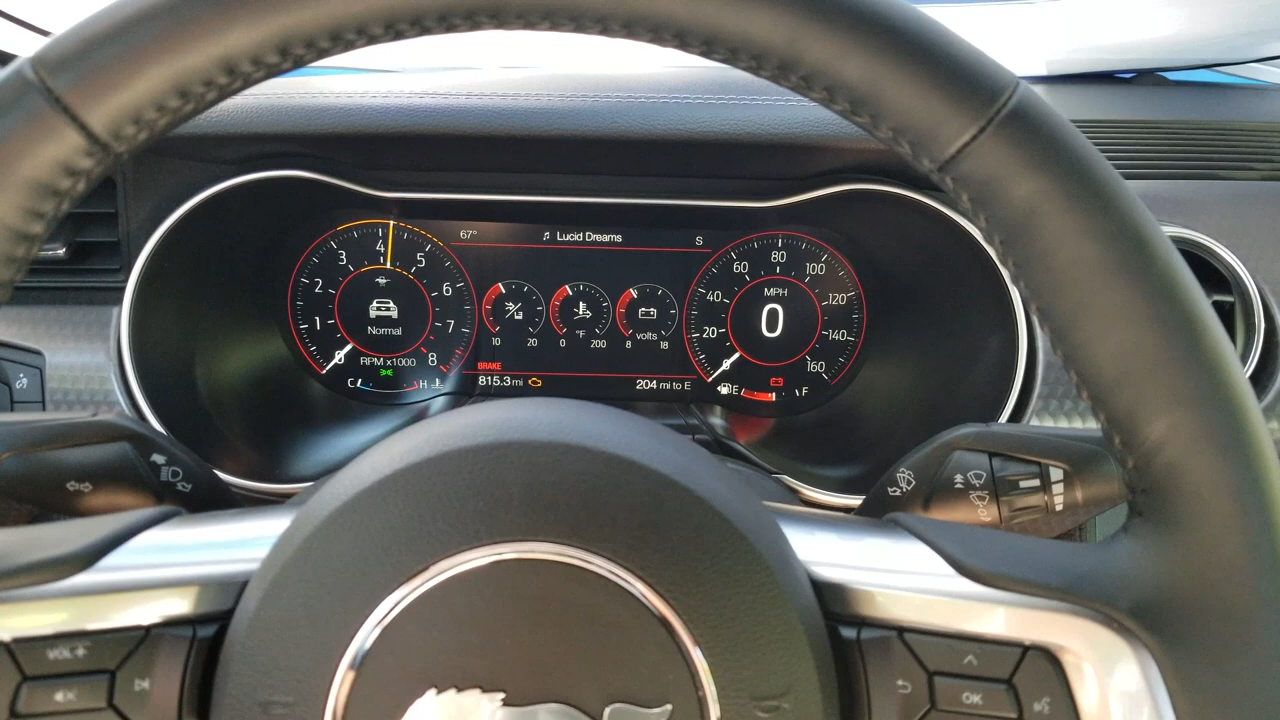 67° Lucid Dreams S
0 1 2 3 4 5 6 7 8
Normal
RPM x1000
C H
10 20
°F
0 200
volts
8 18
BRAKE
815.3 mi 204 mi to E
0 20 40 60 80 100 120 140 160
MPH
0
E F
VOL+
OK